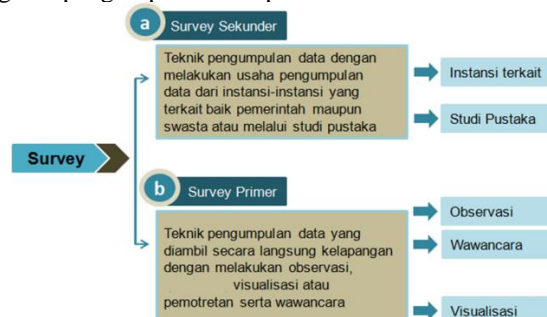 a
Survey Sekunder
Teknik pengumpulan data dengan
melakukan usaha pengumpulan
data dari instansi-instansi yang
terkait baik pemerintah maupun
swasta atau melalui studi pustaka
Instansi terkait
Studi Pustaka
Survey
b
Survey Primer
Teknik pengumpulan data yang
diambil secara langsung kelapangan
dengan melakukan observasi,
visualisasi atau
pemotretan serta wawancara
Observasi
Wawancara
Visualisasi